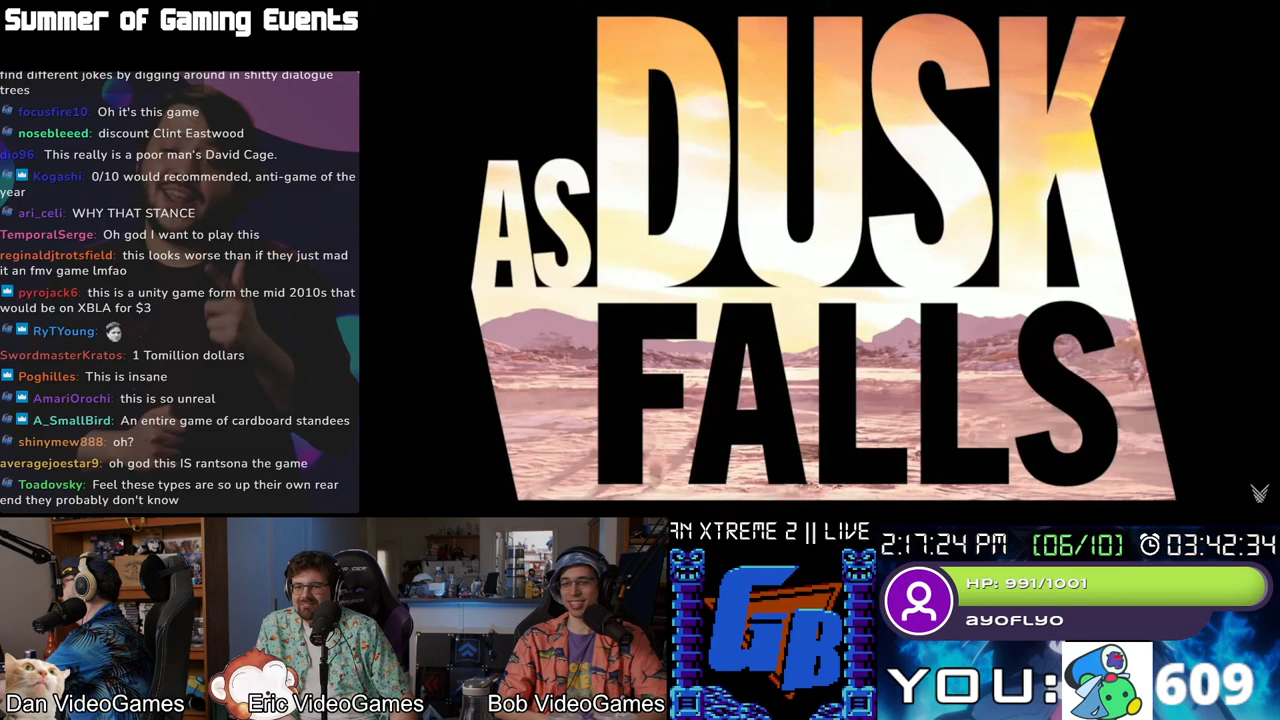 Summer of Gaming Events
find different jokes by digging around in shitty dialogue
trees
focusfire10: Oh it's this game
nosebleeed: discount Clint Eastwood
dio96: This really is a poor man's David Cage.
Kogashi: 0/10 would recommended, anti-game of the
year
ari_celi: WHY THAT STANCE
TemporalSerge: Oh god I want to play this
reginaldjtrotsfield: this looks worse than if they just mad
it an fmv game lmfao
pyrojack6: this is a unity game form the mid 2010s that
would be on XBLA for $3
RyTYoung:
SwordmasterKratos: 1 Tomillion dollars
Poghilles: This is insane
AmariOrochi: this is so unreal
A_SmallBird: An entire game of cardboard standees
shinymew888: oh?
averagejoestar9: oh god this IS rantsona the game
Toadovsky: Feel these types are so up their own rear
end they probably don't know
AS DUSK
FALLS
AN XTREME 2 || LIVE
2:17:24 PM [06/10] 03:42:34
HP: 991/1001
AYOFLYO
GB
YOU: 609
Dan VideoGames
Eric VideoGames
Bob VideoGames